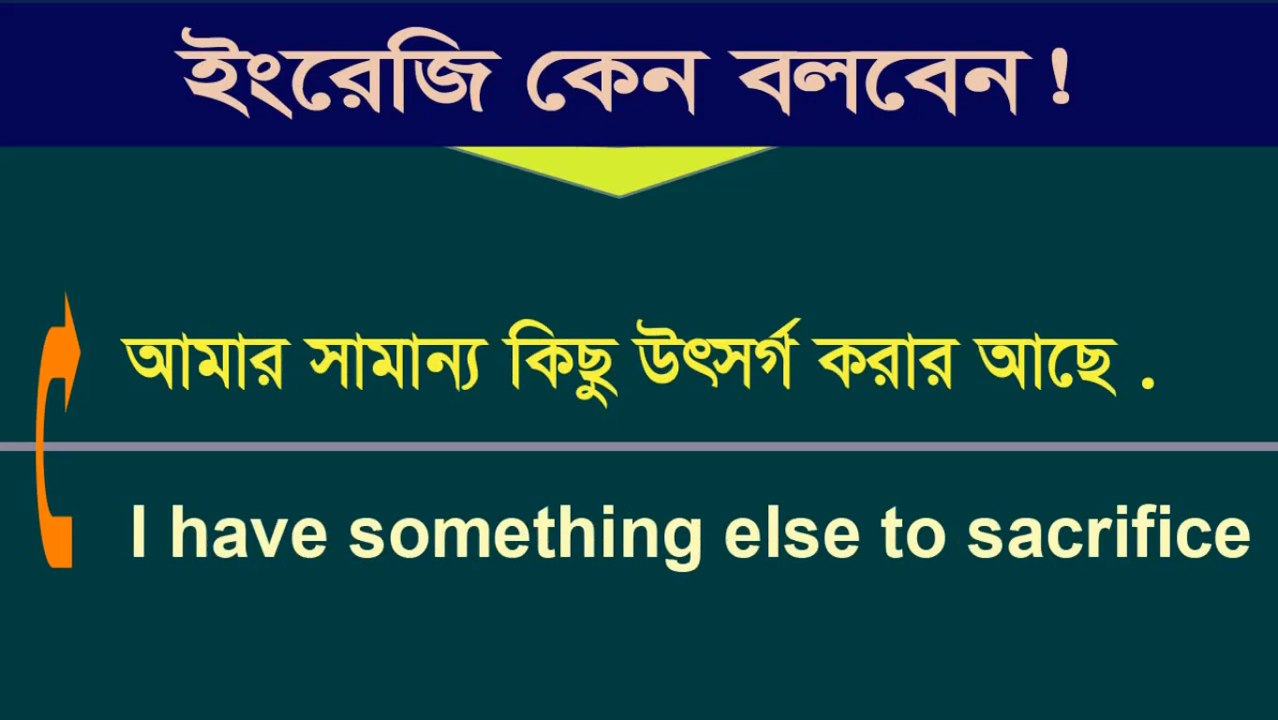 ইংরেজি কেন বলবেন!
আমার সামান্য কিছু উৎসর্গ করার আছে .
I have something else to sacrifice